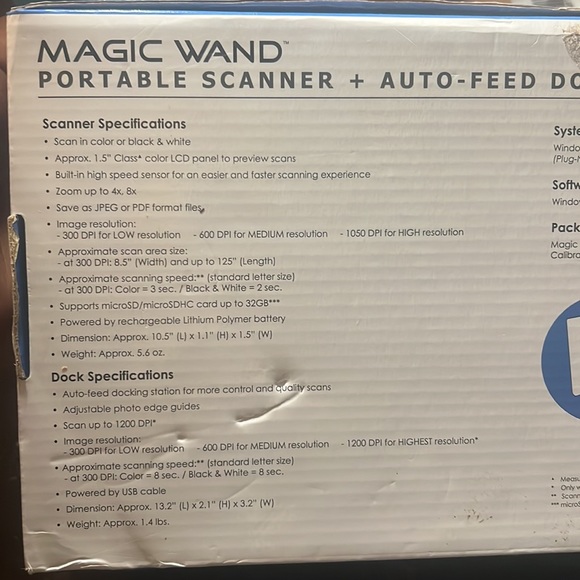 MAGIC WAND™
PORTABLE SCANNER + AUTO-FEED
Scanner Specifications
• Scan in color or black & white
• Approx. 1.5" Class* color LCD panel to preview scans
• Built-in high speed sensor for an easier and faster scanning experience
• Zoom up to 4x, 8x
• Save as JPEG or PDF format files
• Image resolution:
- 300 DPI for LOW resolution - 600 DPI for MEDIUM resolution - 1050 DPI for HIGH resolution
• Approximate scan area size:
- at 300 DPI: 8.5" (Width) and up to 125" (Length)
• Approximate scanning speed:** (standard letter size)
- at 300 DPI: Color = 3 sec. / Black & White = 2 sec.
• Supports microSD/microSDHC card up to 32GB***
• Powered by rechargeable Lithium Polymer battery
• Dimension: Approx. 10.5" (L) x 1.1" (H) x 1.5" (W)
• Weight: Approx. 5.6 oz.
Dock Specifications
• Auto-feed docking station for more control and quality scans
• Adjustable photo edge guides
• Scan up to 1200 DPI*
• Image resolution:
- 300 DPI for LOW resolution - 600 DPI for MEDIUM resolution - 1200 DPI for HIGHEST resolution*
• Approximate scanning speed:** (standard letter size)
- at 300 DPI: Color = 8 sec. / Black & White = 8 sec.
• Powered by USB cable
• Dimension: Approx. 13.2" (L) x 2.1" (H) x 3.2" (W)
• Weight: Approx. 1.4 lbs.
Syste
Windo
(Plug-
Softw
Window
Pack
Magic
Calibra
• Measu
* Only w
** Scann
*** micro